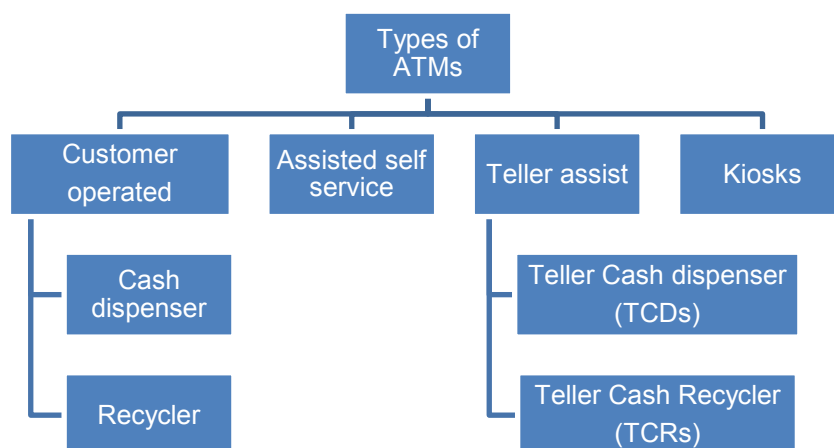 Types of
ATMs
Customer
operated
Assisted self
service
Teller assist
Kiosks
Cash
dispenser
Teller Cash dispenser
(TCDs)
Recycler
Teller Cash Recycler
(TCRs)